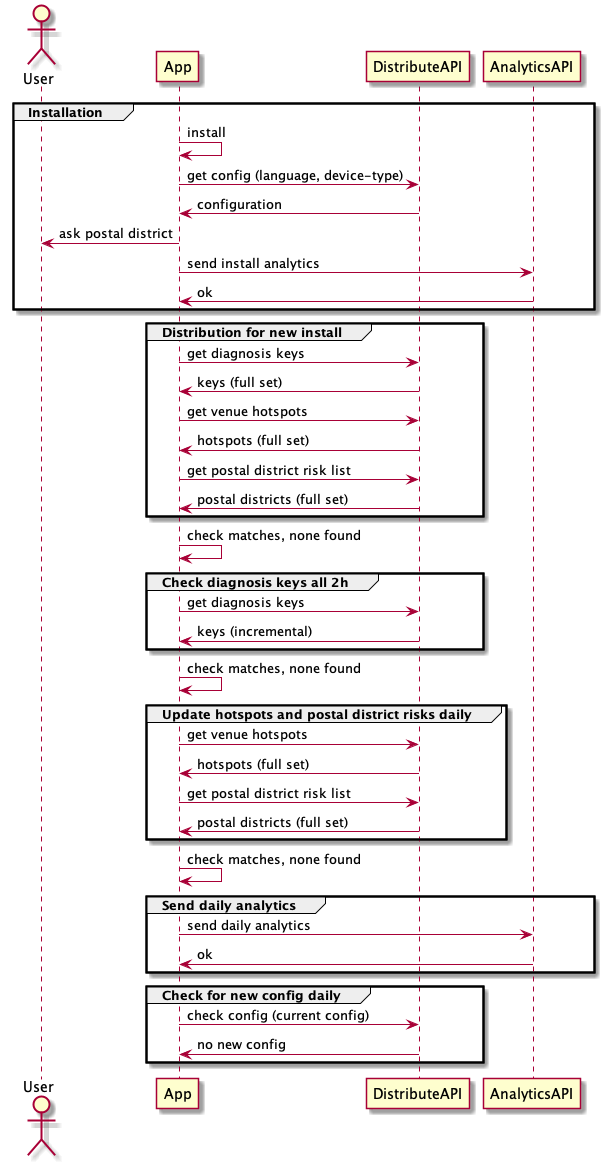 User
App
DistributeAPI
AnalyticsAPI
Installation
install
get config (language, device-type)
configuration
ask postal district
send install analytics
ok
Distribution for new install
get diagnosis keys
keys (full set)
get venue hotspots
hotspots (full set)
get postal district risk list
postal districts (full set)
check matches, none found
Check diagnosis keys all 2h
get diagnosis keys
keys (incremental)
check matches, none found
Update hotspots and postal district risks daily
get venue hotspots
hotspots (full set)
get postal district risk list
postal districts (full set)
check matches, none found
Send daily analytics
send daily analytics
ok
Check for new config daily
check config (current config)
no new config
User
App
DistributeAPI
AnalyticsAPI